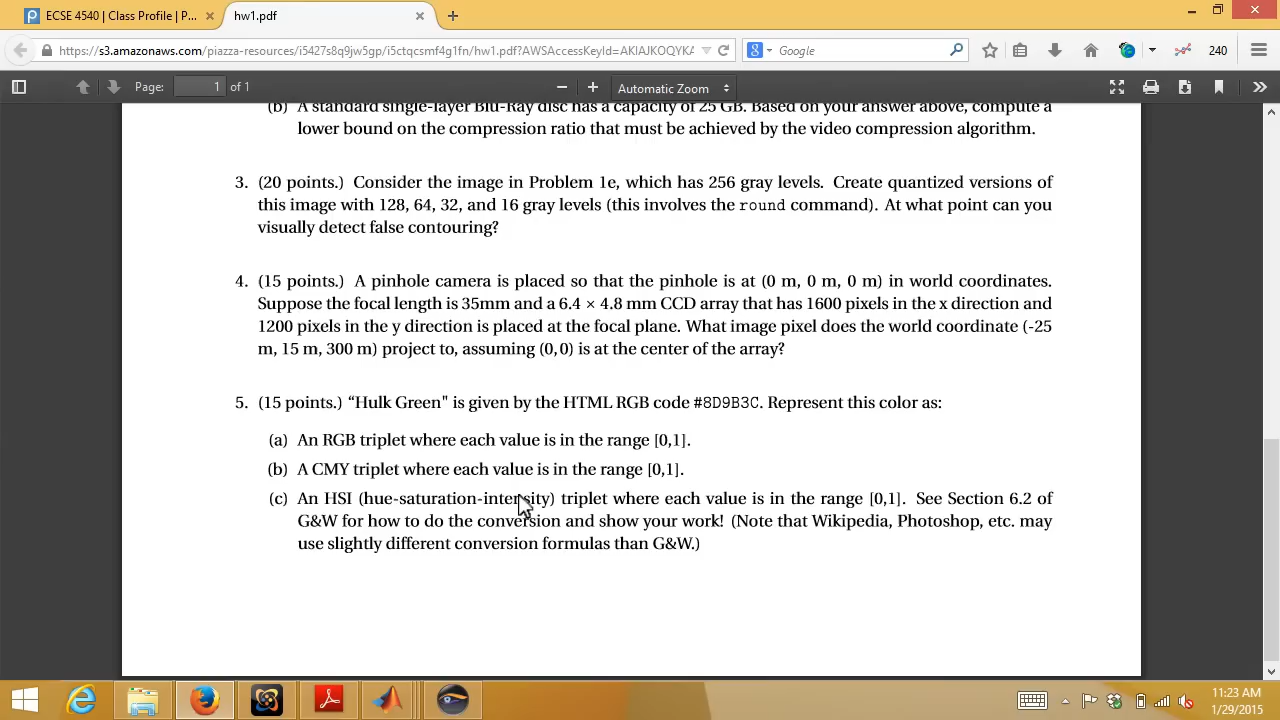 ECSE 4540 | Class Profile | P...
hw1.pdf
https://s3.amazonaws.com/piazza-resources/i5427s8q9jw5gp/i5ctqcsmf4g1fn/hw1.pdf?AWSAccessKeyId=AKIAJKOQYKA
Google
240
Page: 1 of 1
Automatic Zoom
(b) A standard single-layer Blu-Ray disc has a capacity of 25 GB. Based on your answer above, compute a
lower bound on the compression ratio that must be achieved by the video compression algorithm.
3. (20 points.) Consider the image in Problem 1e, which has 256 gray levels. Create quantized versions of
this image with 128, 64, 32, and 16 gray levels (this involves the round command). At what point can you
visually detect false contouring?
4. (15 points.) A pinhole camera is placed so that the pinhole is at (0 m, 0 m, 0 m) in world coordinates.
Suppose the focal length is 35mm and a 6.4 × 4.8 mm CCD array that has 1600 pixels in the x direction and
1200 pixels in the y direction is placed at the focal plane. What image pixel does the world coordinate (-25
m, 15 m, 300 m) project to, assuming (0,0) is at the center of the array?
5. (15 points.) “Hulk Green" is given by the HTML RGB code #8D9B3C. Represent this color as:
(a) An RGB triplet where each value is in the range [0,1].
(b) A CMY triplet where each value is in the range [0,1].
(c) An HSI (hue-saturation-intensity) triplet where each value is in the range [0,1]. See Section 6.2 of
G&W for how to do the conversion and show your work! (Note that Wikipedia, Photoshop, etc. may
use slightly different conversion formulas than G&W.)
11:23 AM
1/29/2015